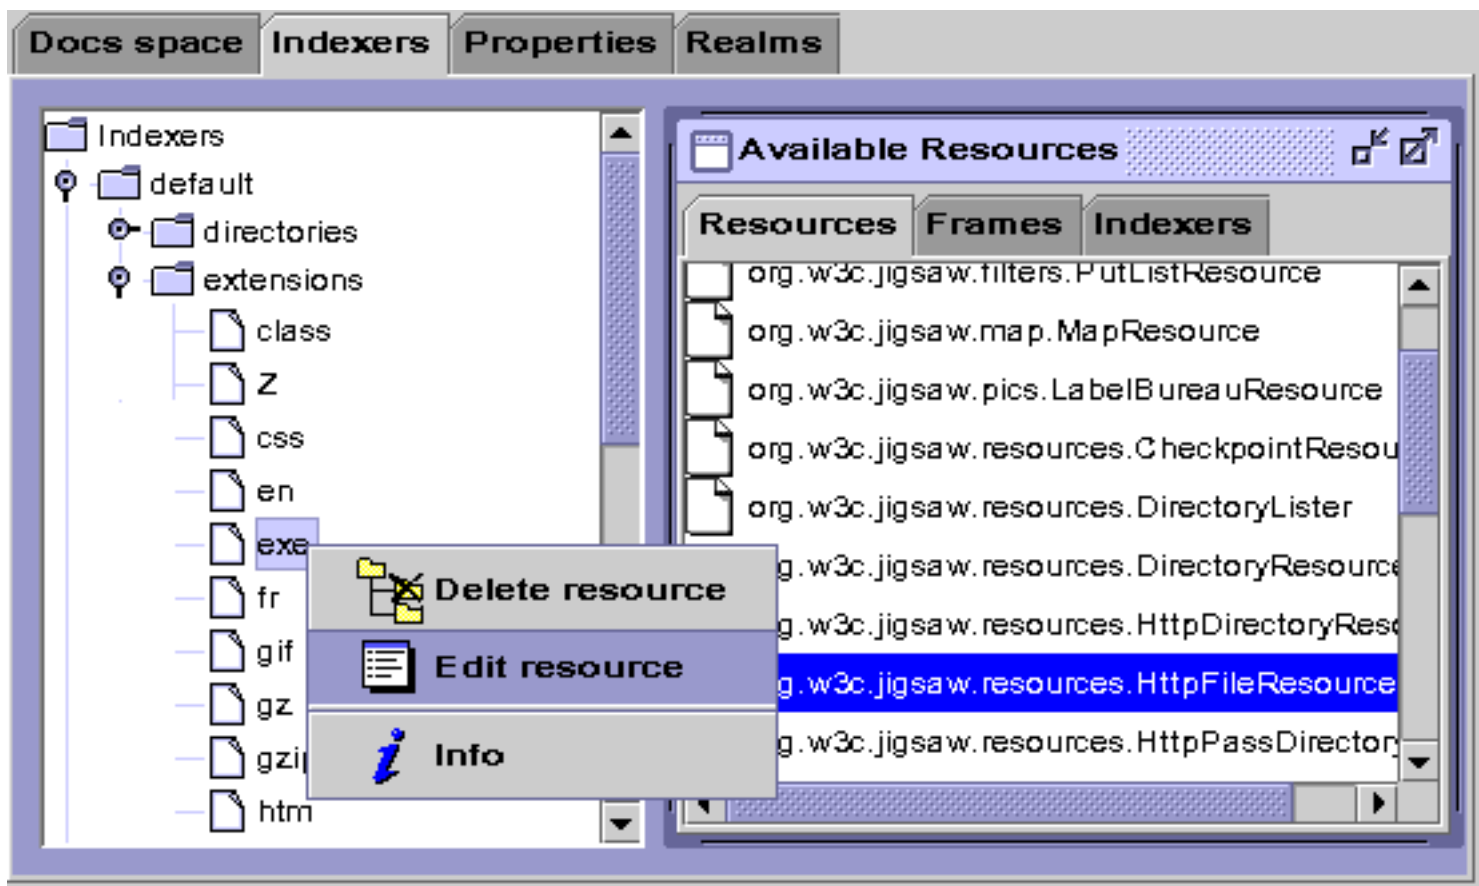 Docs space Indexers Properties Realms
Indexers
default
directories
extensions
class
Z
css
en
exe
fr
gif
gz
gzip
htm
Delete resource
Edit resource
Info
Available Resources
Resources Frames Indexers
org.w3c.jigsaw.filters.PutListResource
org.w3c.jigsaw.map.MapResource
org.w3c.jigsaw.pics.LabelBureauResource
org.w3c.jigsaw.resources.CheckpointResou
org.w3c.jigsaw.resources.DirectoryLister
g.w3c.jigsaw.resources.DirectoryResource
g.w3c.jigsaw.resources.HttpDirectoryReso
g.w3c.jigsaw.resources.HttpFileResource
g.w3c.jigsaw.resources.HttpPassDirectory